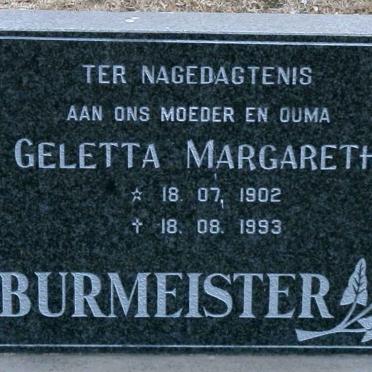 TER NAGEDAGTENIS
AAN ONS MOEDER EN OUMA
GELETTA MARGARETH
☆ 18. 07, 1902
✝ 18. 08. 1993
BURMEISTER